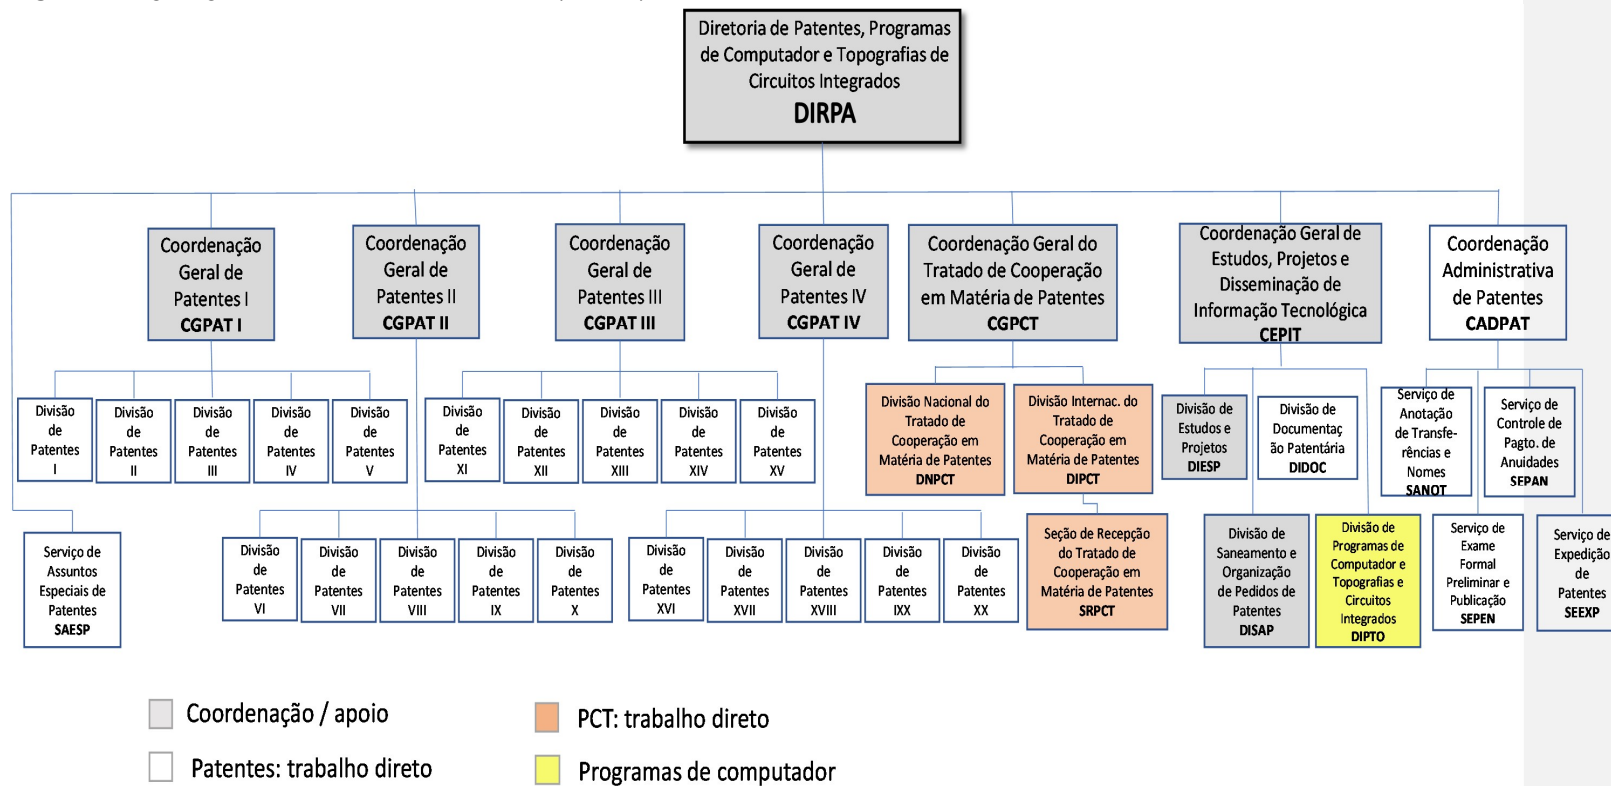 Diretoria de Patentes, Programas
de Computador e Topografias de
Circuitos Integrados
DIRPA
Coordenação
Geral de
Patentes I
CGPAT I
Coordenação
Geral de
Patentes II
CGPAT II
Coordenação
Geral de
Patentes III
CGPAT III
Coordenação
Geral de
Patentes IV
CGPAT IV
Coordenação Geral do
Tratado de Cooperação
em Matéria de Patentes
CGPCT
Coordenação Geral de
Estudos, Projetos e
Disseminação de
Informação Tecnológica
CEPIT
Coordenação
Administrativa
de Patentes
CADPAT
Divisão
de
Patentes
I
Divisão
de
Patentes
II
Divisão
de
Patentes
III
Divisão
de
Patentes
IV
Divisão
de
Patentes
V
Divisão
de
Patentes
XI
Divisão
de
Patentes
XII
Divisão
de
Patentes
XIII
Divisão
de
Patentes
XIV
Divisão
de
Patentes
XV
Divisão Nacional do
Tratado de
Cooperação em
Matéria de Patentes
DNPCT
Divisão Internac. do
Tratado de
Cooperação em
Matéria de Patentes
DIPCT
Divisão de
Estudos e
Projetos
DIESP
Divisão de
Documentaç
ão Patentária
DIDOC
Serviço de
Anotação
de Transfe-
rências e
Nomes
SANOT
Serviço de
Controle de
Pagto. de
Anuidades
SEPAN
Serviço de
Assuntos
Especiais de
Patentes
SAESP
Divisão
de
Patentes
VI
Divisão
de
Patentes
VII
Divisão
de
Patentes
VIII
Divisão
de
Patentes
IX
Divisão
de
Patentes
X
Divisão
de
Patentes
XVI
Divisão
de
Patentes
XVII
Divisão
de
Patentes
XVIII
Divisão
de
Patentes
IXX
Divisão
de
Patentes
XX
Seção de Recepção
do Tratado de
Cooperação em
Matéria de Patentes
SRPCT
Divisão de
Saneamento e
Organização
de Pedidos de
Patentes
DISAP
Divisão de
Programas de
Computador e
Topografias e
Circuitos
Integrados
DIPTO
Serviço de
Exame
Formal
Preliminar e
Publicação
SEPEN
Serviço de
Expedição
de
Patentes
SEEXP
Coordenação / apoio
PCT: trabalho direto
Patentes: trabalho direto
Programas de computador